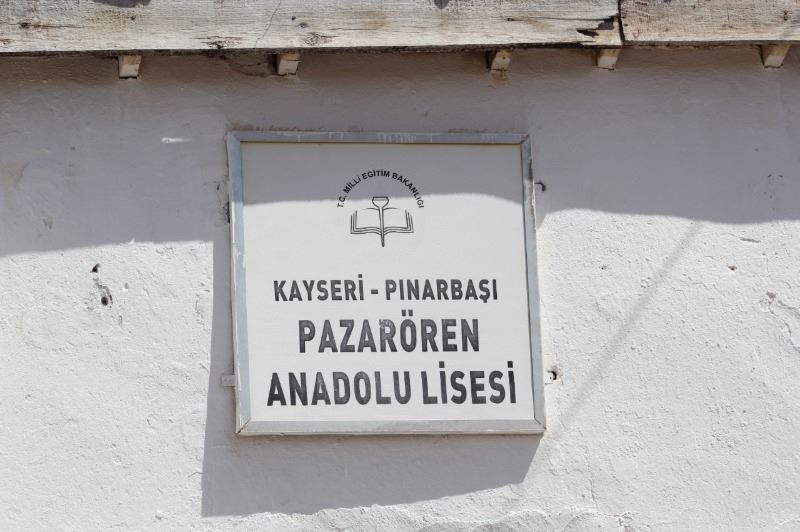 T.C. MİLLİ EĞİTİM BAKANLIĞI
KAYSERİ - PINARBAŞI
PAZARÖREN
ANADOLU LİSESİ